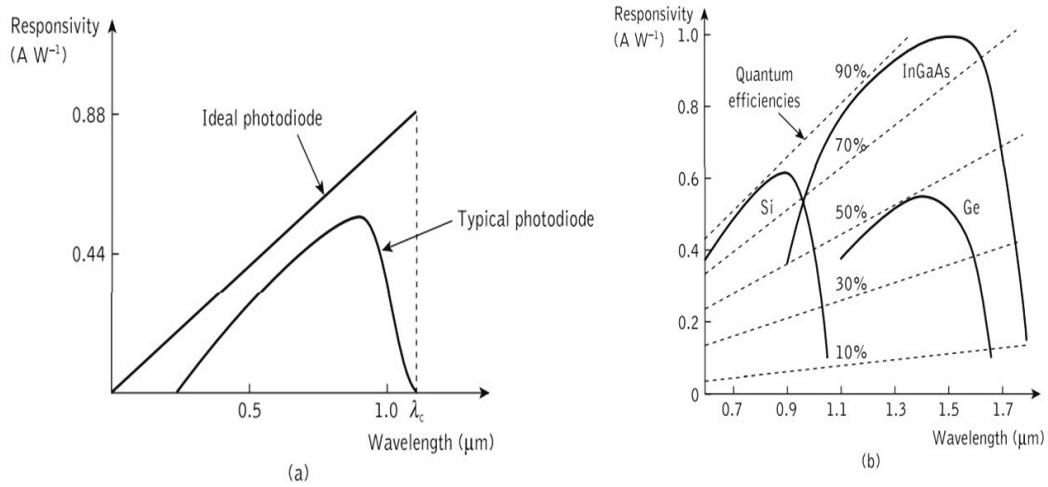 Responsivity
(A W⁻¹)
0.88
0.44
Ideal photodiode
Typical photodiode
0.5
1.0
λc
Wavelength (μm)
(a)
Responsivity
(A W⁻¹)
1.0
0.8
0.6
0.4
0.2
0
Quantum
efficiencies
90%
InGaAs
70%
Si
50%
Ge
30%
10%
0.7
0.9
1.1
1.3
1.5
1.7
Wavelength (μm)
(b)